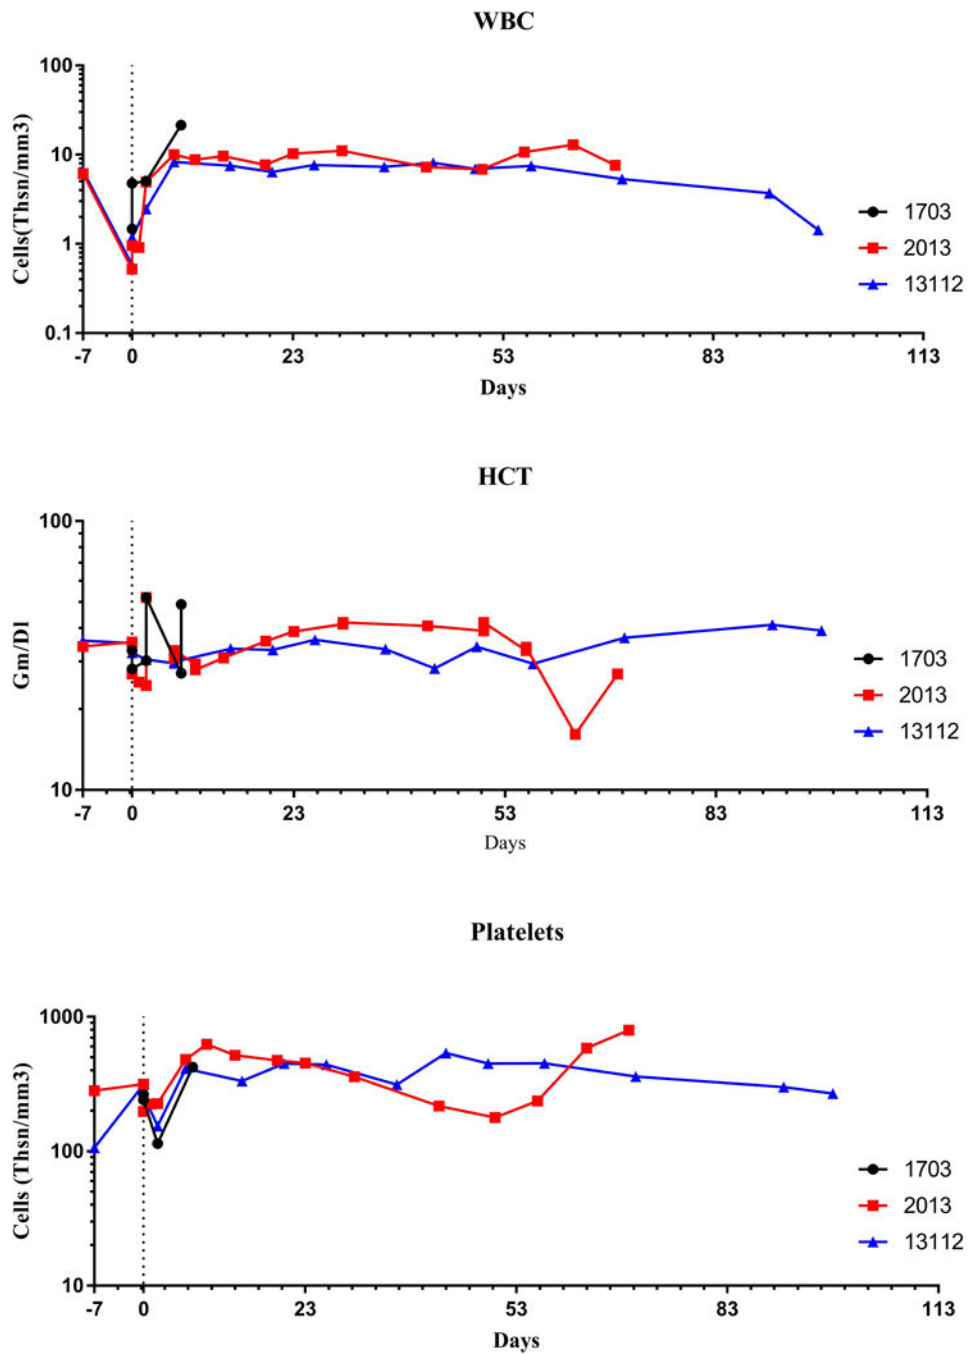 WBC
Cells(Thsn/mm3)
100
10
1
0.1
-7 0 23 53 83 113
Days
1703
2013
13112
HCT
Gm/Dl
100
10
-7 0 23 53 83 113
Days
1703
2013
13112
Platelets
Cells (Thsn/mm3)
1000
100
10
-7 0 23 53 83 113
Days
1703
2013
13112